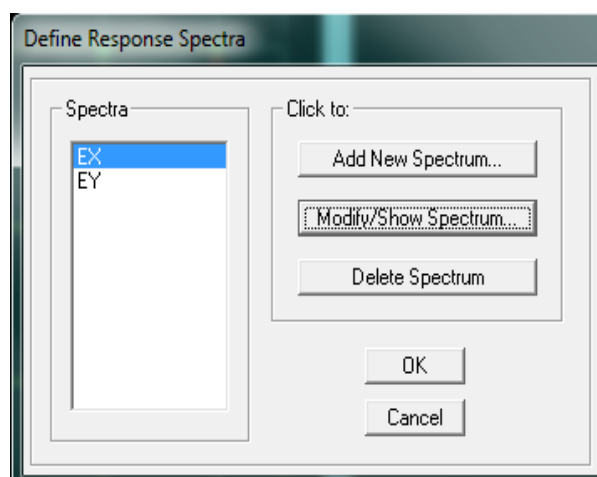 Define Response Spectra
Spectra
EX
EY
Click to:
Add New Spectrum...
Modify/Show Spectrum...
Delete Spectrum
OK
Cancel